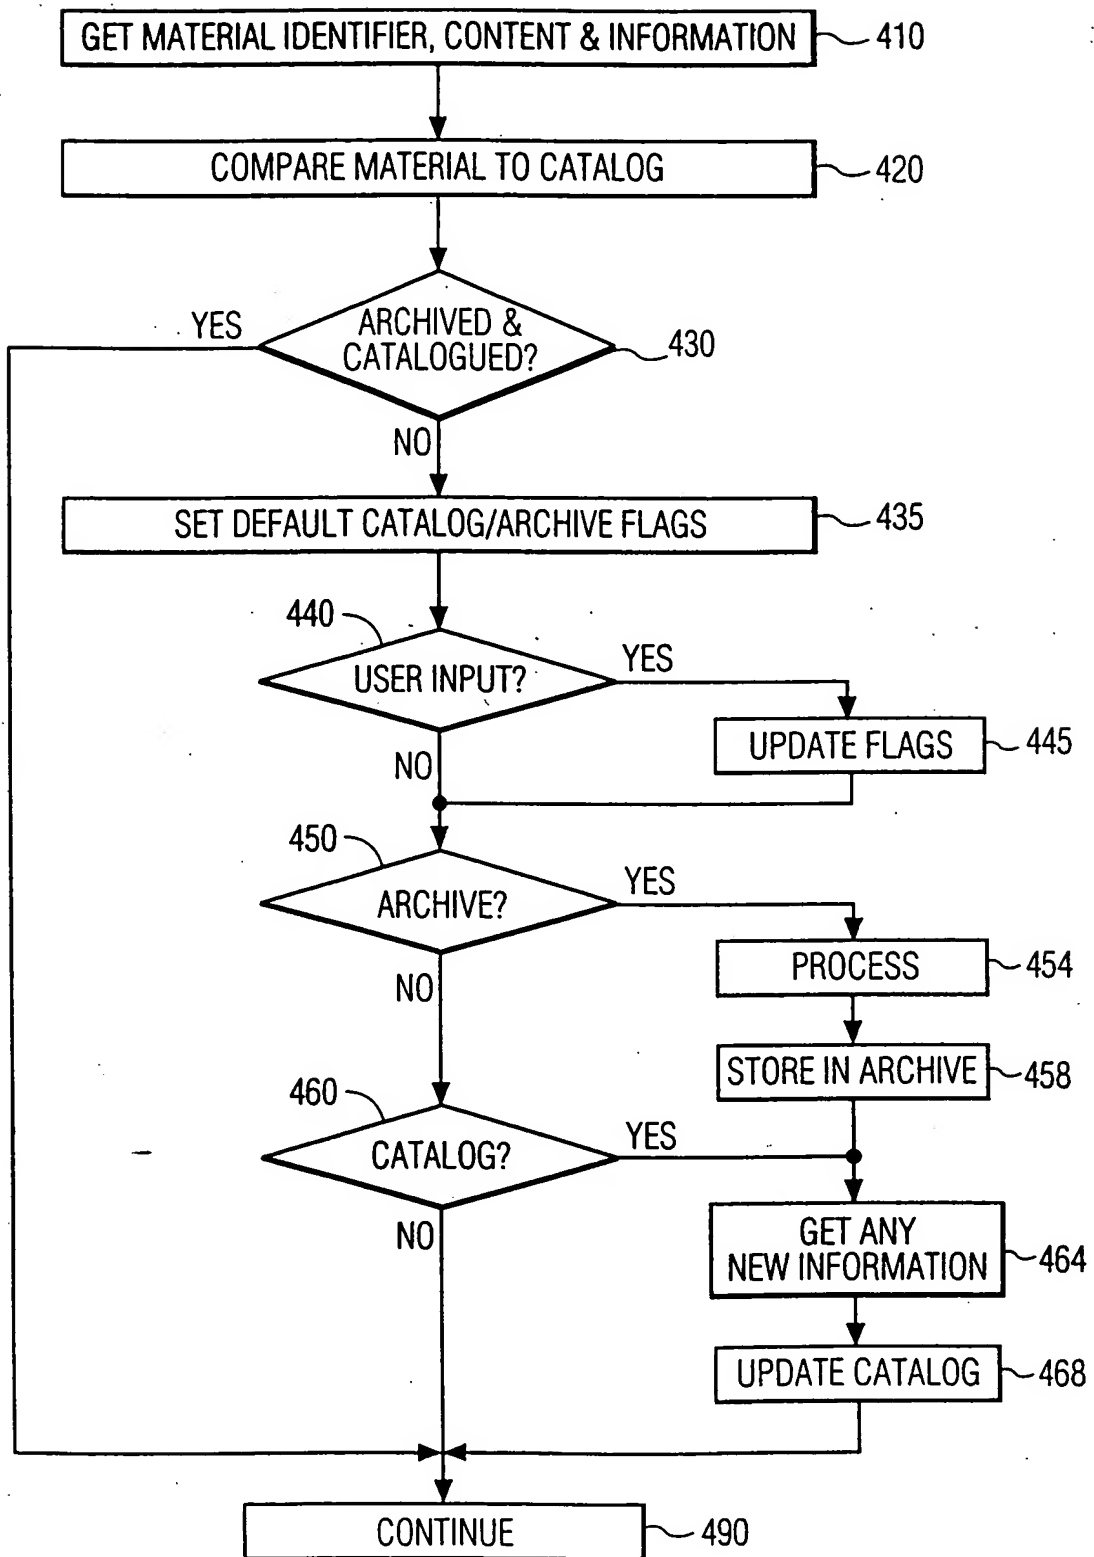 GET MATERIAL IDENTIFIER, CONTENT & INFORMATION
410
COMPARE MATERIAL TO CATALOG
420
ARCHIVED &
CATALOGUED?
430
YES
NO
SET DEFAULT CATALOG/ARCHIVE FLAGS
435
440
USER INPUT?
YES
UPDATE FLAGS
445
NO
450
ARCHIVE?
YES
PROCESS
454
NO
STORE IN ARCHIVE
458
460
CATALOG?
YES
NO
GET ANY
NEW INFORMATION
464
UPDATE CATALOG
468
CONTINUE
490